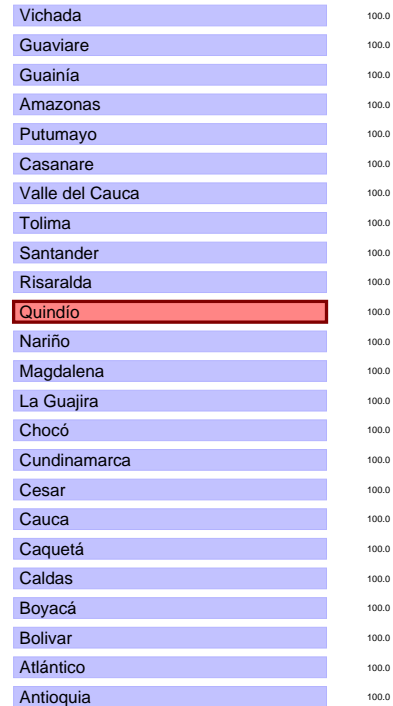 Vichada 100.0
Guaviare 100.0
Guainía 100.0
Amazonas 100.0
Putumayo 100.0
Casanare 100.0
Valle del Cauca 100.0
Tolima 100.0
Santander 100.0
Risaralda 100.0
Quindío 100.0
Nariño 100.0
Magdalena 100.0
La Guajira 100.0
Chocó 100.0
Cundinamarca 100.0
Cesar 100.0
Cauca 100.0
Caquetá 100.0
Caldas 100.0
Boyacá 100.0
Bolivar 100.0
Atlántico 100.0
Antioquia 100.0